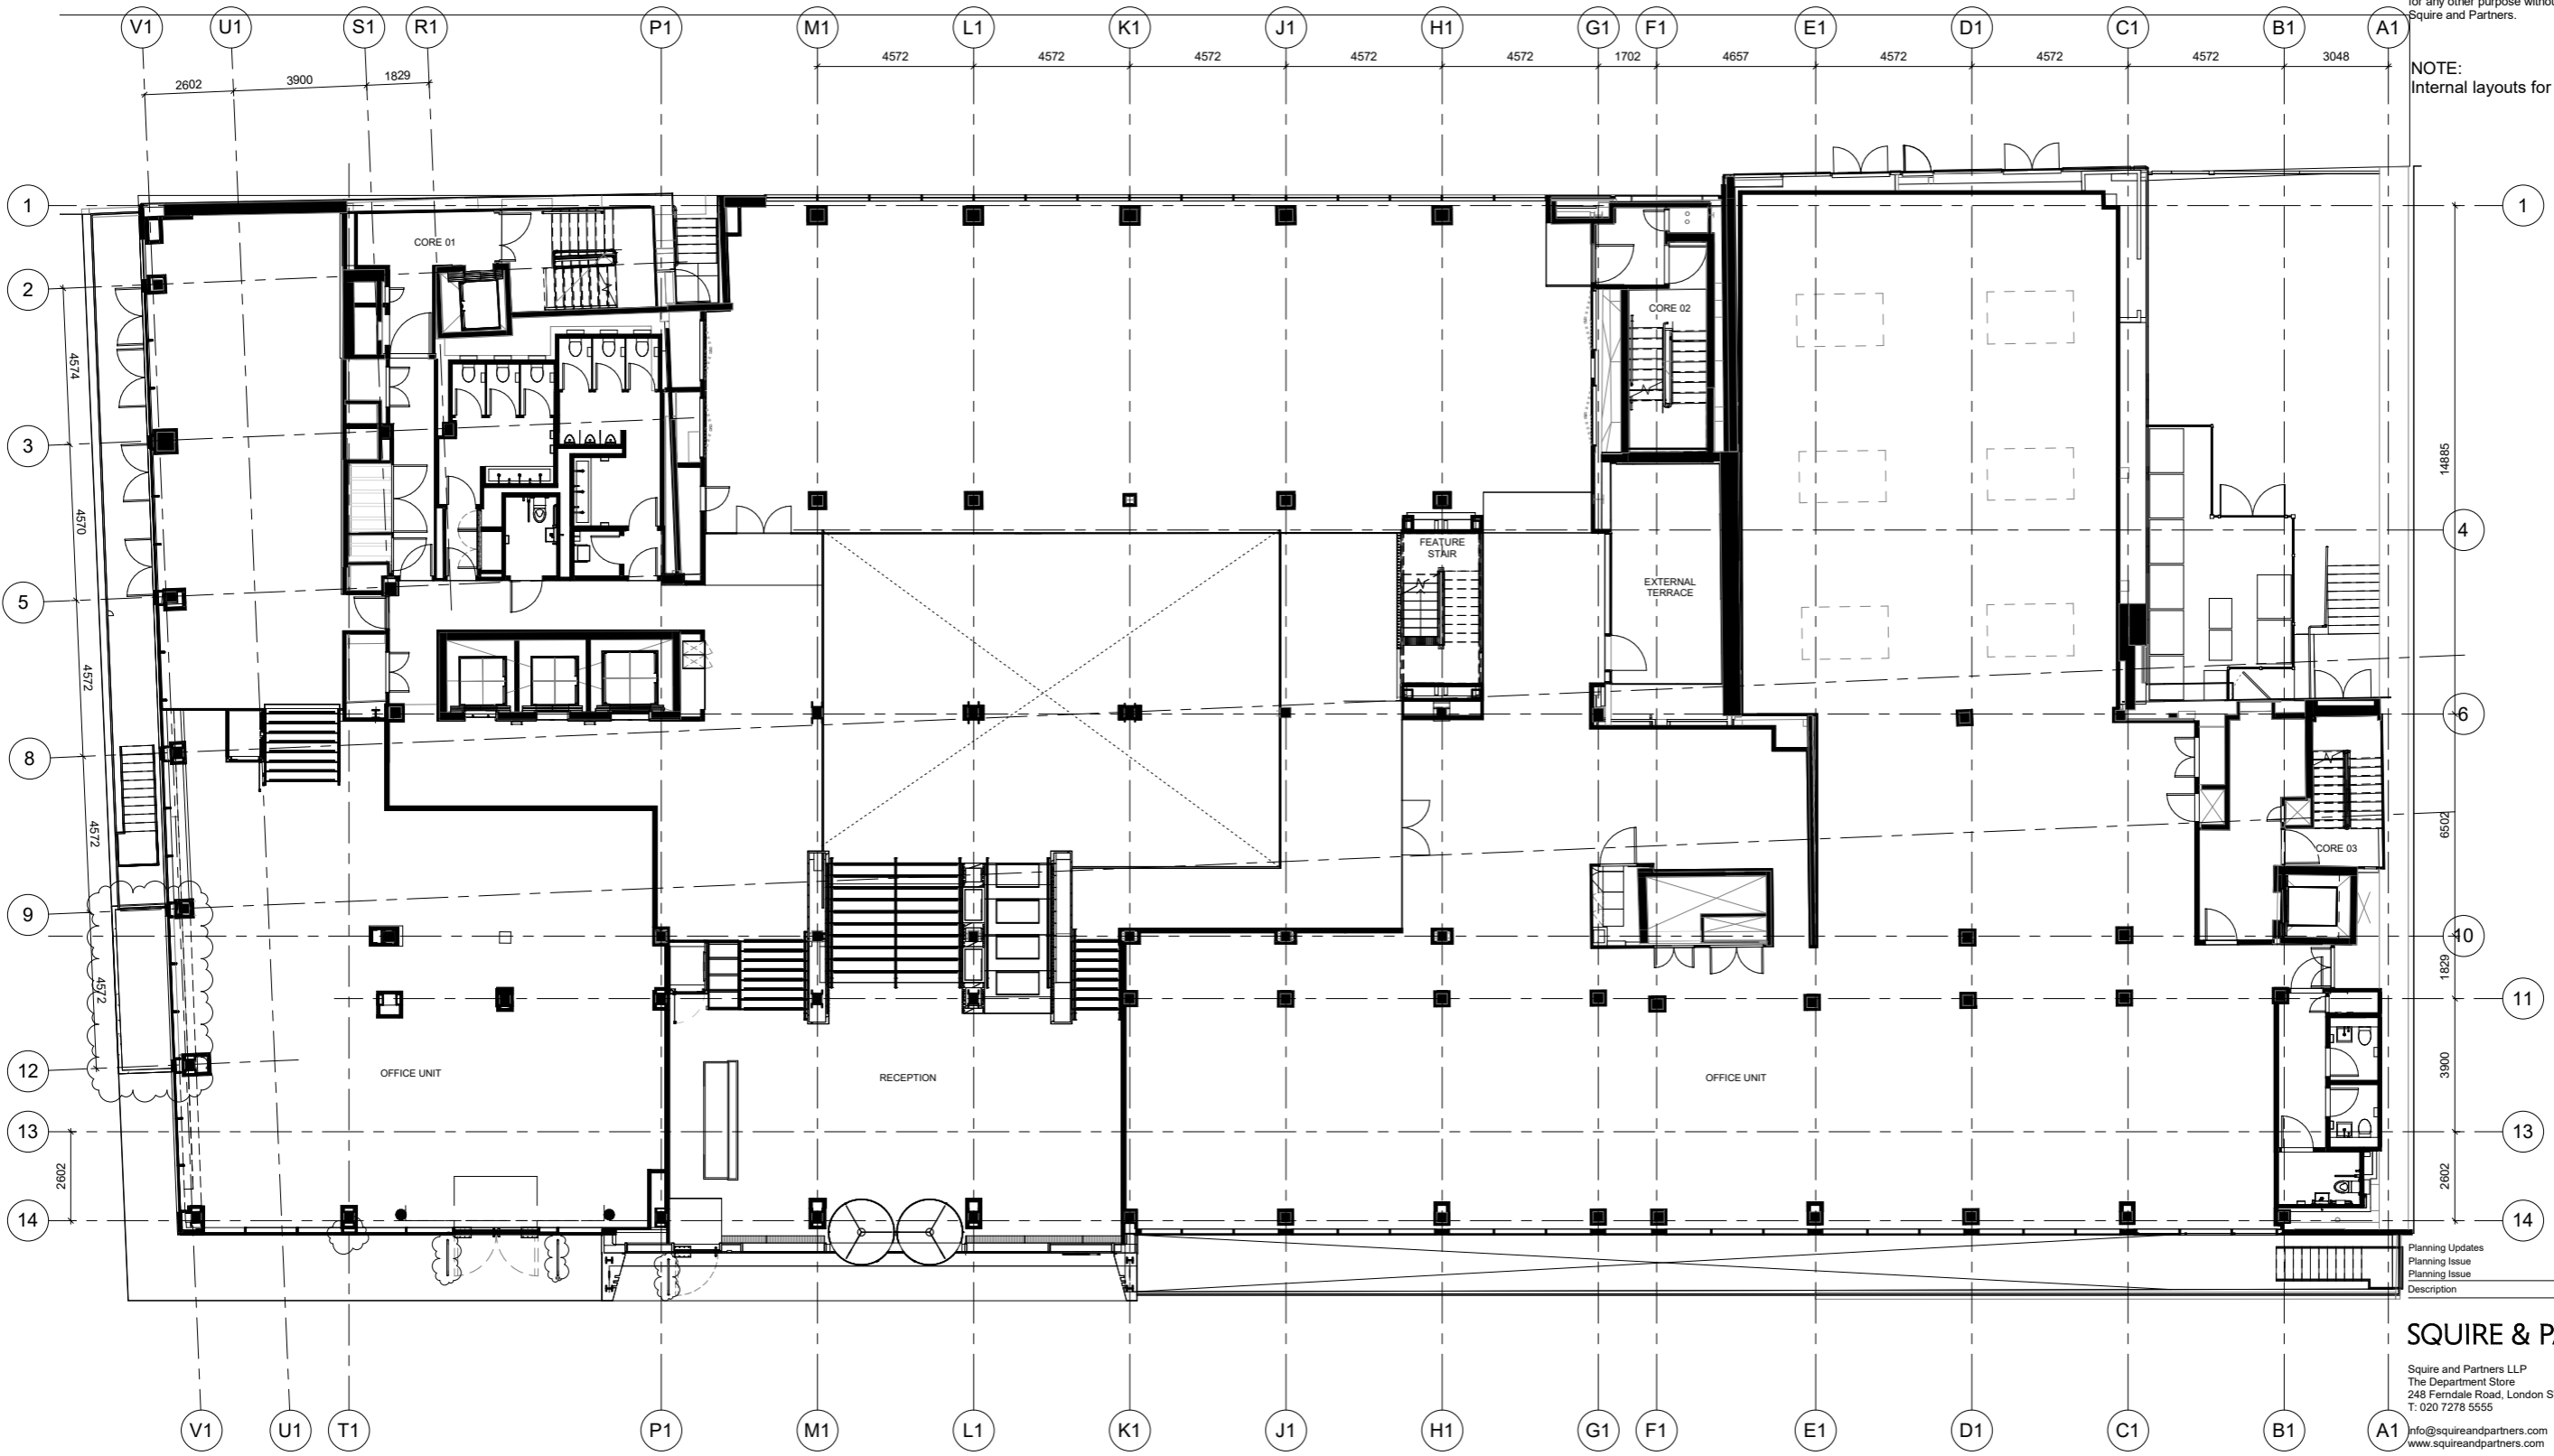 for any other purpose withou
Squire and Partners.
V1 U1 S1 R1 P1 M1 L1 K1 J1 H1 G1 F1 E1 D1 C1 B1 A1
4572 4572 4572 4572 4572 1702 4657 4572 4572 4572 3048
2602 3900 1829
NOTE:
Internal layouts for
1
1
CORE 01
2
CORE 02
4574
3
14885
4570
4
FEATURE
STAIR
EXTERNAL
TERRACE
5
4572
6
8
4572
6502
CORE 03
9
10
4572
1829
11
12
OFFICE UNIT
RECEPTION
OFFICE UNIT
3900
13
13
2602
2602
14
14
Planning Updates
Planning Issue
Planning Issue
Description
SQUIRE & PA
Squire and Partners LLP
The Department Store
248 Ferndale Road, London S
T: 020 7278 5555
info@squireandpartners.com
www.squireandpartners.com
V1 U1 T1 P1 M1 L1 K1 J1 H1 G1 F1 E1 D1 C1 B1 A1